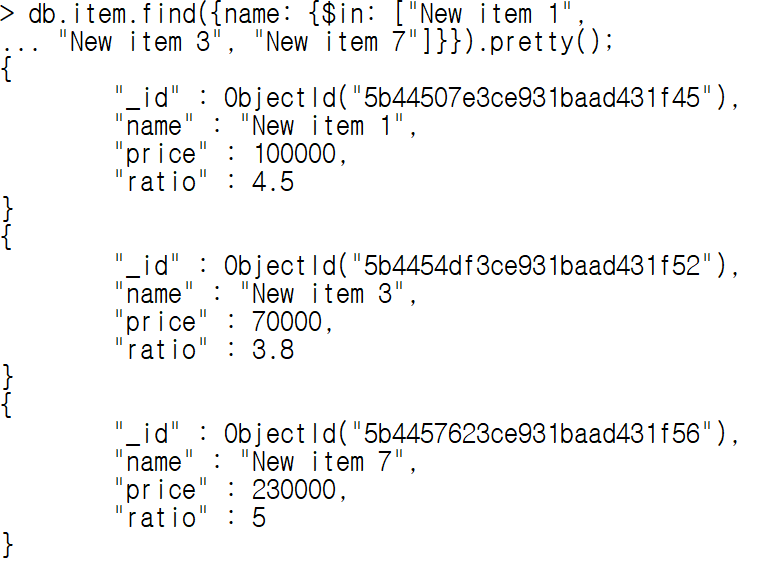 > db.item.find({name: {$in: ["New item 1",
... "New item 3", "New item 7"]}}).pretty();
{
        "_id" : ObjectId("5b44507e3ce931baad431f45"),
        "name" : "New item 1",
        "price" : 100000,
        "ratio" : 4.5
}
{
        "_id" : ObjectId("5b4454df3ce931baad431f52"),
        "name" : "New item 3",
        "price" : 70000,
        "ratio" : 3.8
}
{
        "_id" : ObjectId("5b4457623ce931baad431f56"),
        "name" : "New item 7",
        "price" : 230000,
        "ratio" : 5
}